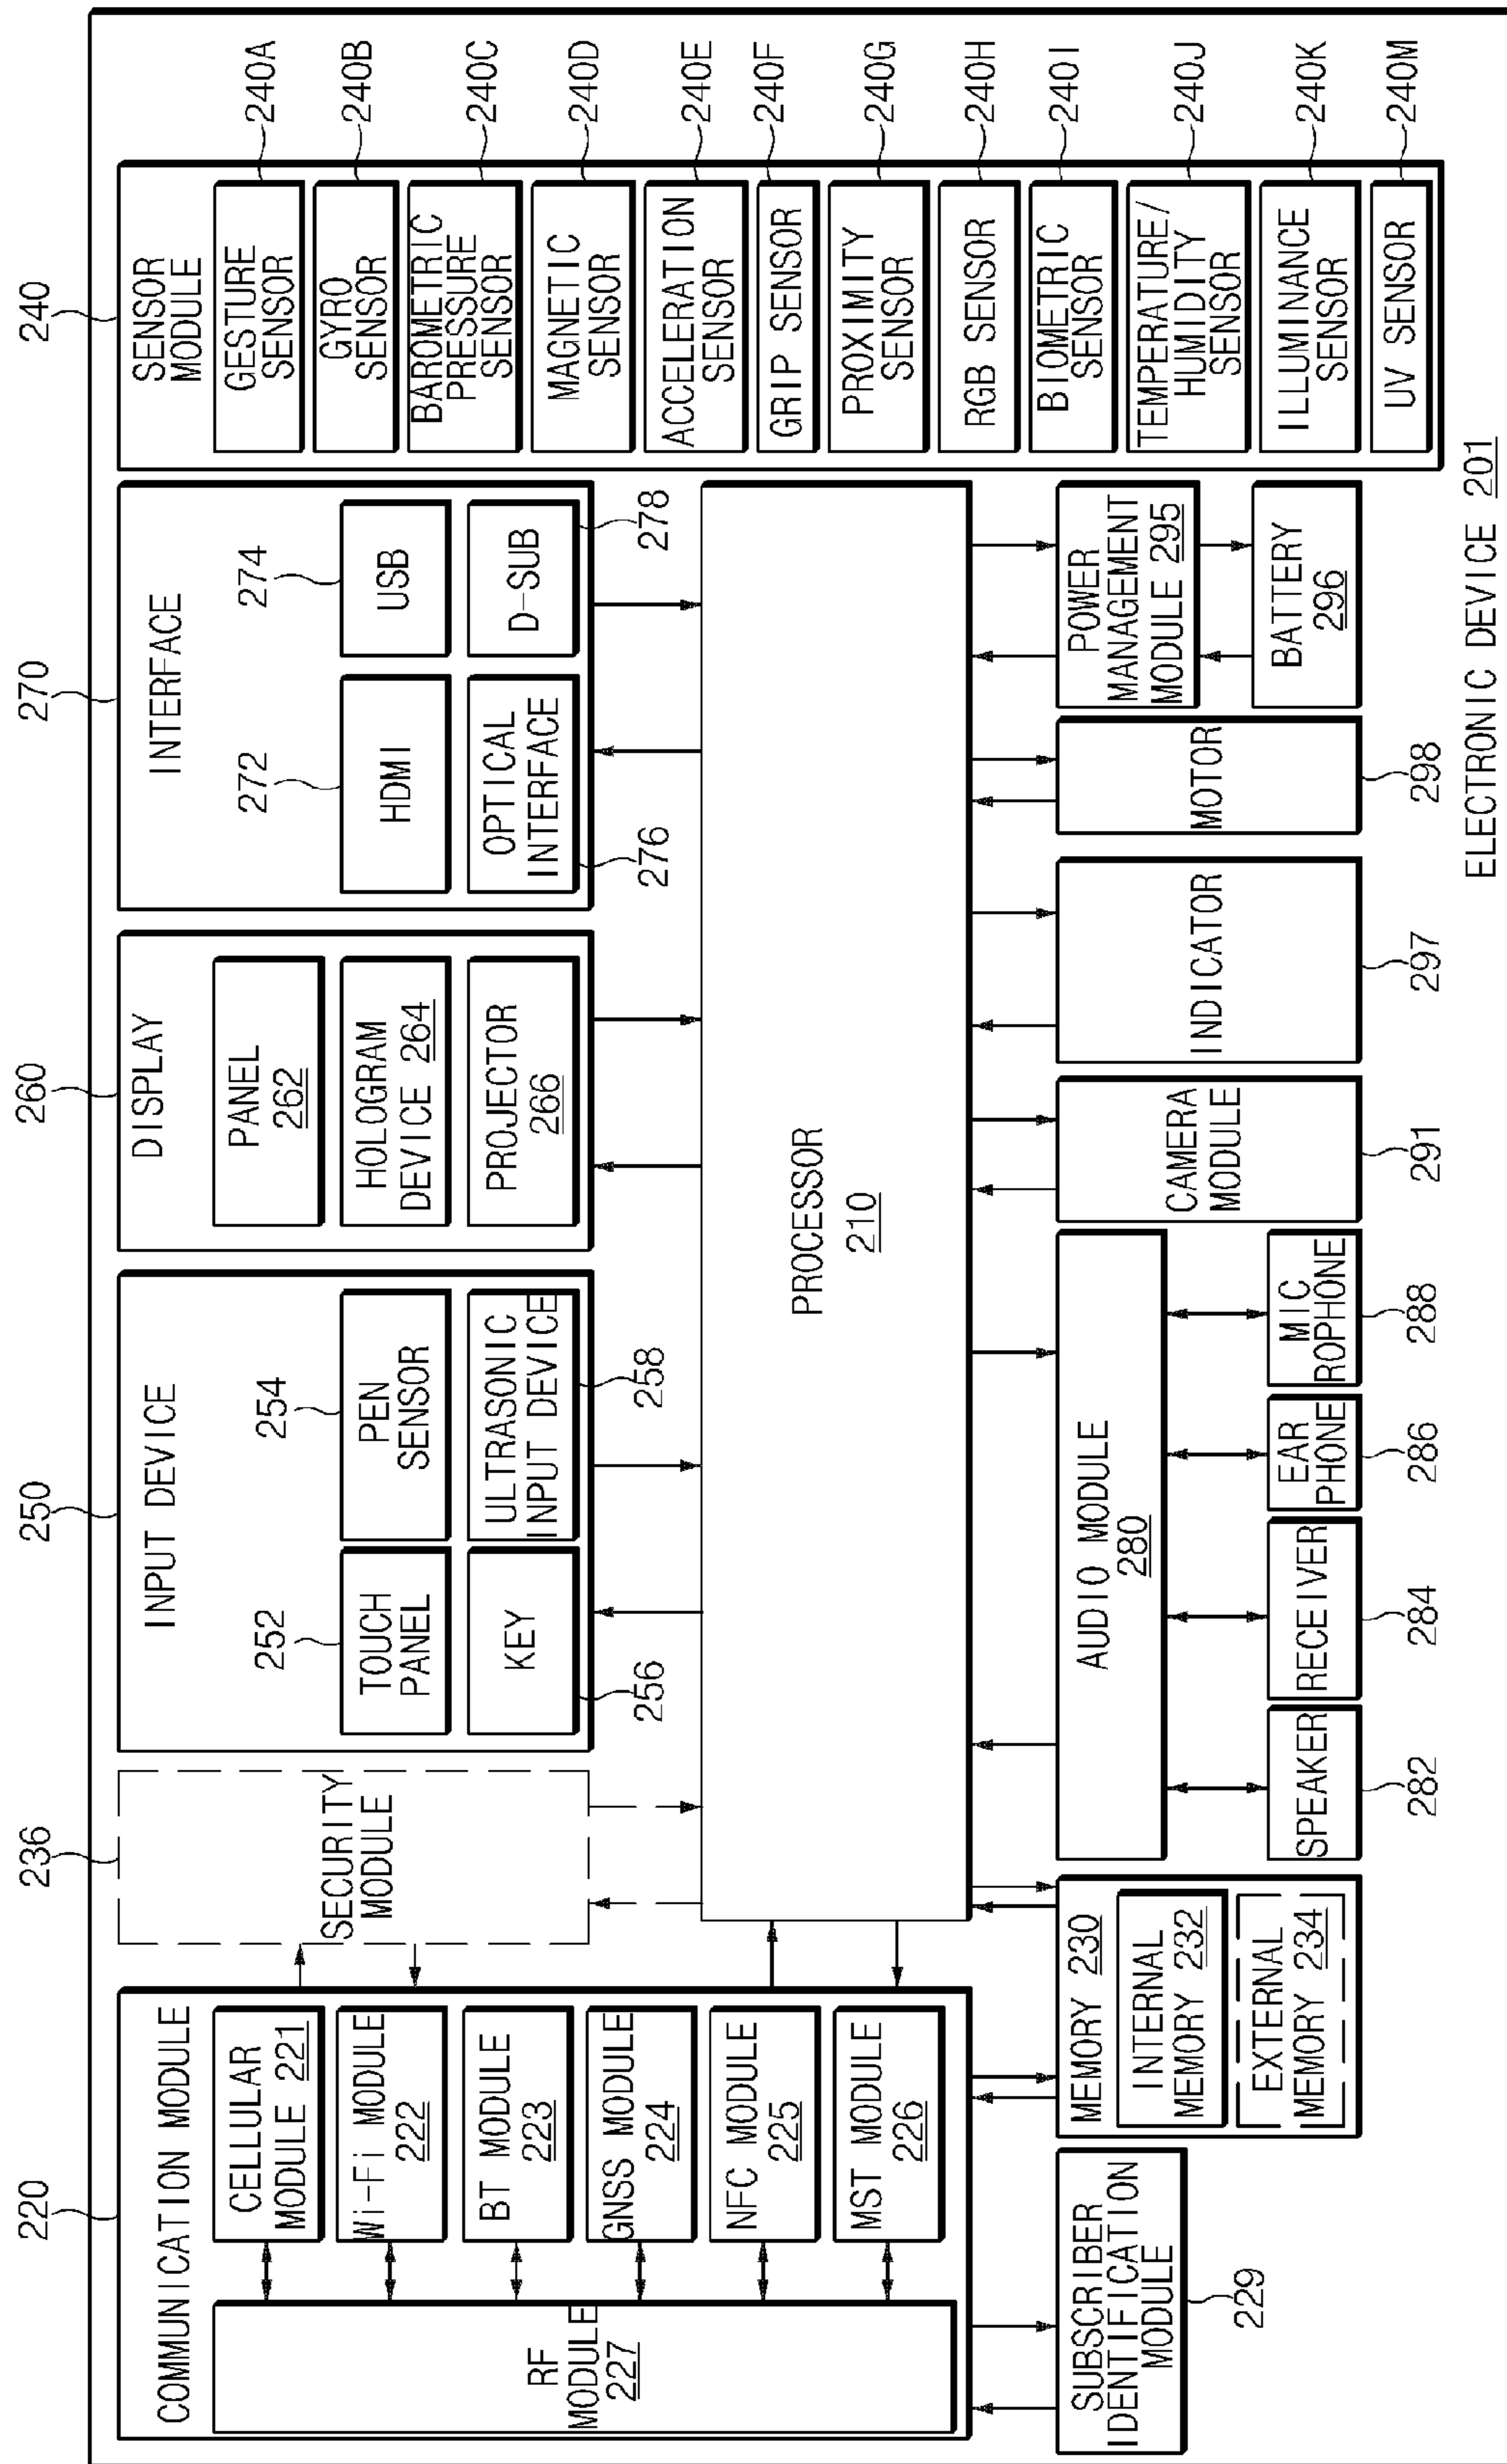 220
COMMUNICATION MODULE
RF
MODULE
227
CELLULAR
MODULE 221
Wi-Fi MODULE
222
BT MODULE
223
GNSS MODULE
224
NFC MODULE
225
MST MODULE
226
SUBSCRIBER
IDENTIFICATION
MODULE
229
236
SECURITY
MODULE
MEMORY 230
INTERNAL
MEMORY 232
EXTERNAL
MEMORY 234
250
INPUT DEVICE
252
254
TOUCH
PANEL
PEN
SENSOR
KEY
ULTRASONIC
INPUT DEVICE
256
258
260
DISPLAY
PANEL
262
HOLOGRAM
DEVICE 264
PROJECTOR
266
270
INTERFACE
272
274
HDMI
USB
OPTICAL
INTERFACE
D-SUB
276
278
PROCESSOR
210
AUDIO MODULE
280
SPEAKER
RECEIVER
EAR
PHONE
MIC
ROPHONE
282
284
286
288
CAMERA
MODULE
291
INDICATOR
297
MOTOR
298
POWER
MANAGEMENT
MODULE 295
BATTERY
296
240
SENSOR
MODULE
GESTURE
SENSOR
240A
GYRO
SENSOR
240B
BAROMETRIC
PRESSURE
SENSOR
240C
MAGNETIC
SENSOR
240D
ACCELERATION
SENSOR
240E
GRIP SENSOR
240F
PROXIMITY
SENSOR
240G
RGB SENSOR
240H
BIOMETRIC
SENSOR
240I
TEMPERATURE/
HUMIDITY
SENSOR
240J
ILLUMINANCE
SENSOR
240K
UV SENSOR
240M
ELECTRONIC DEVICE 201